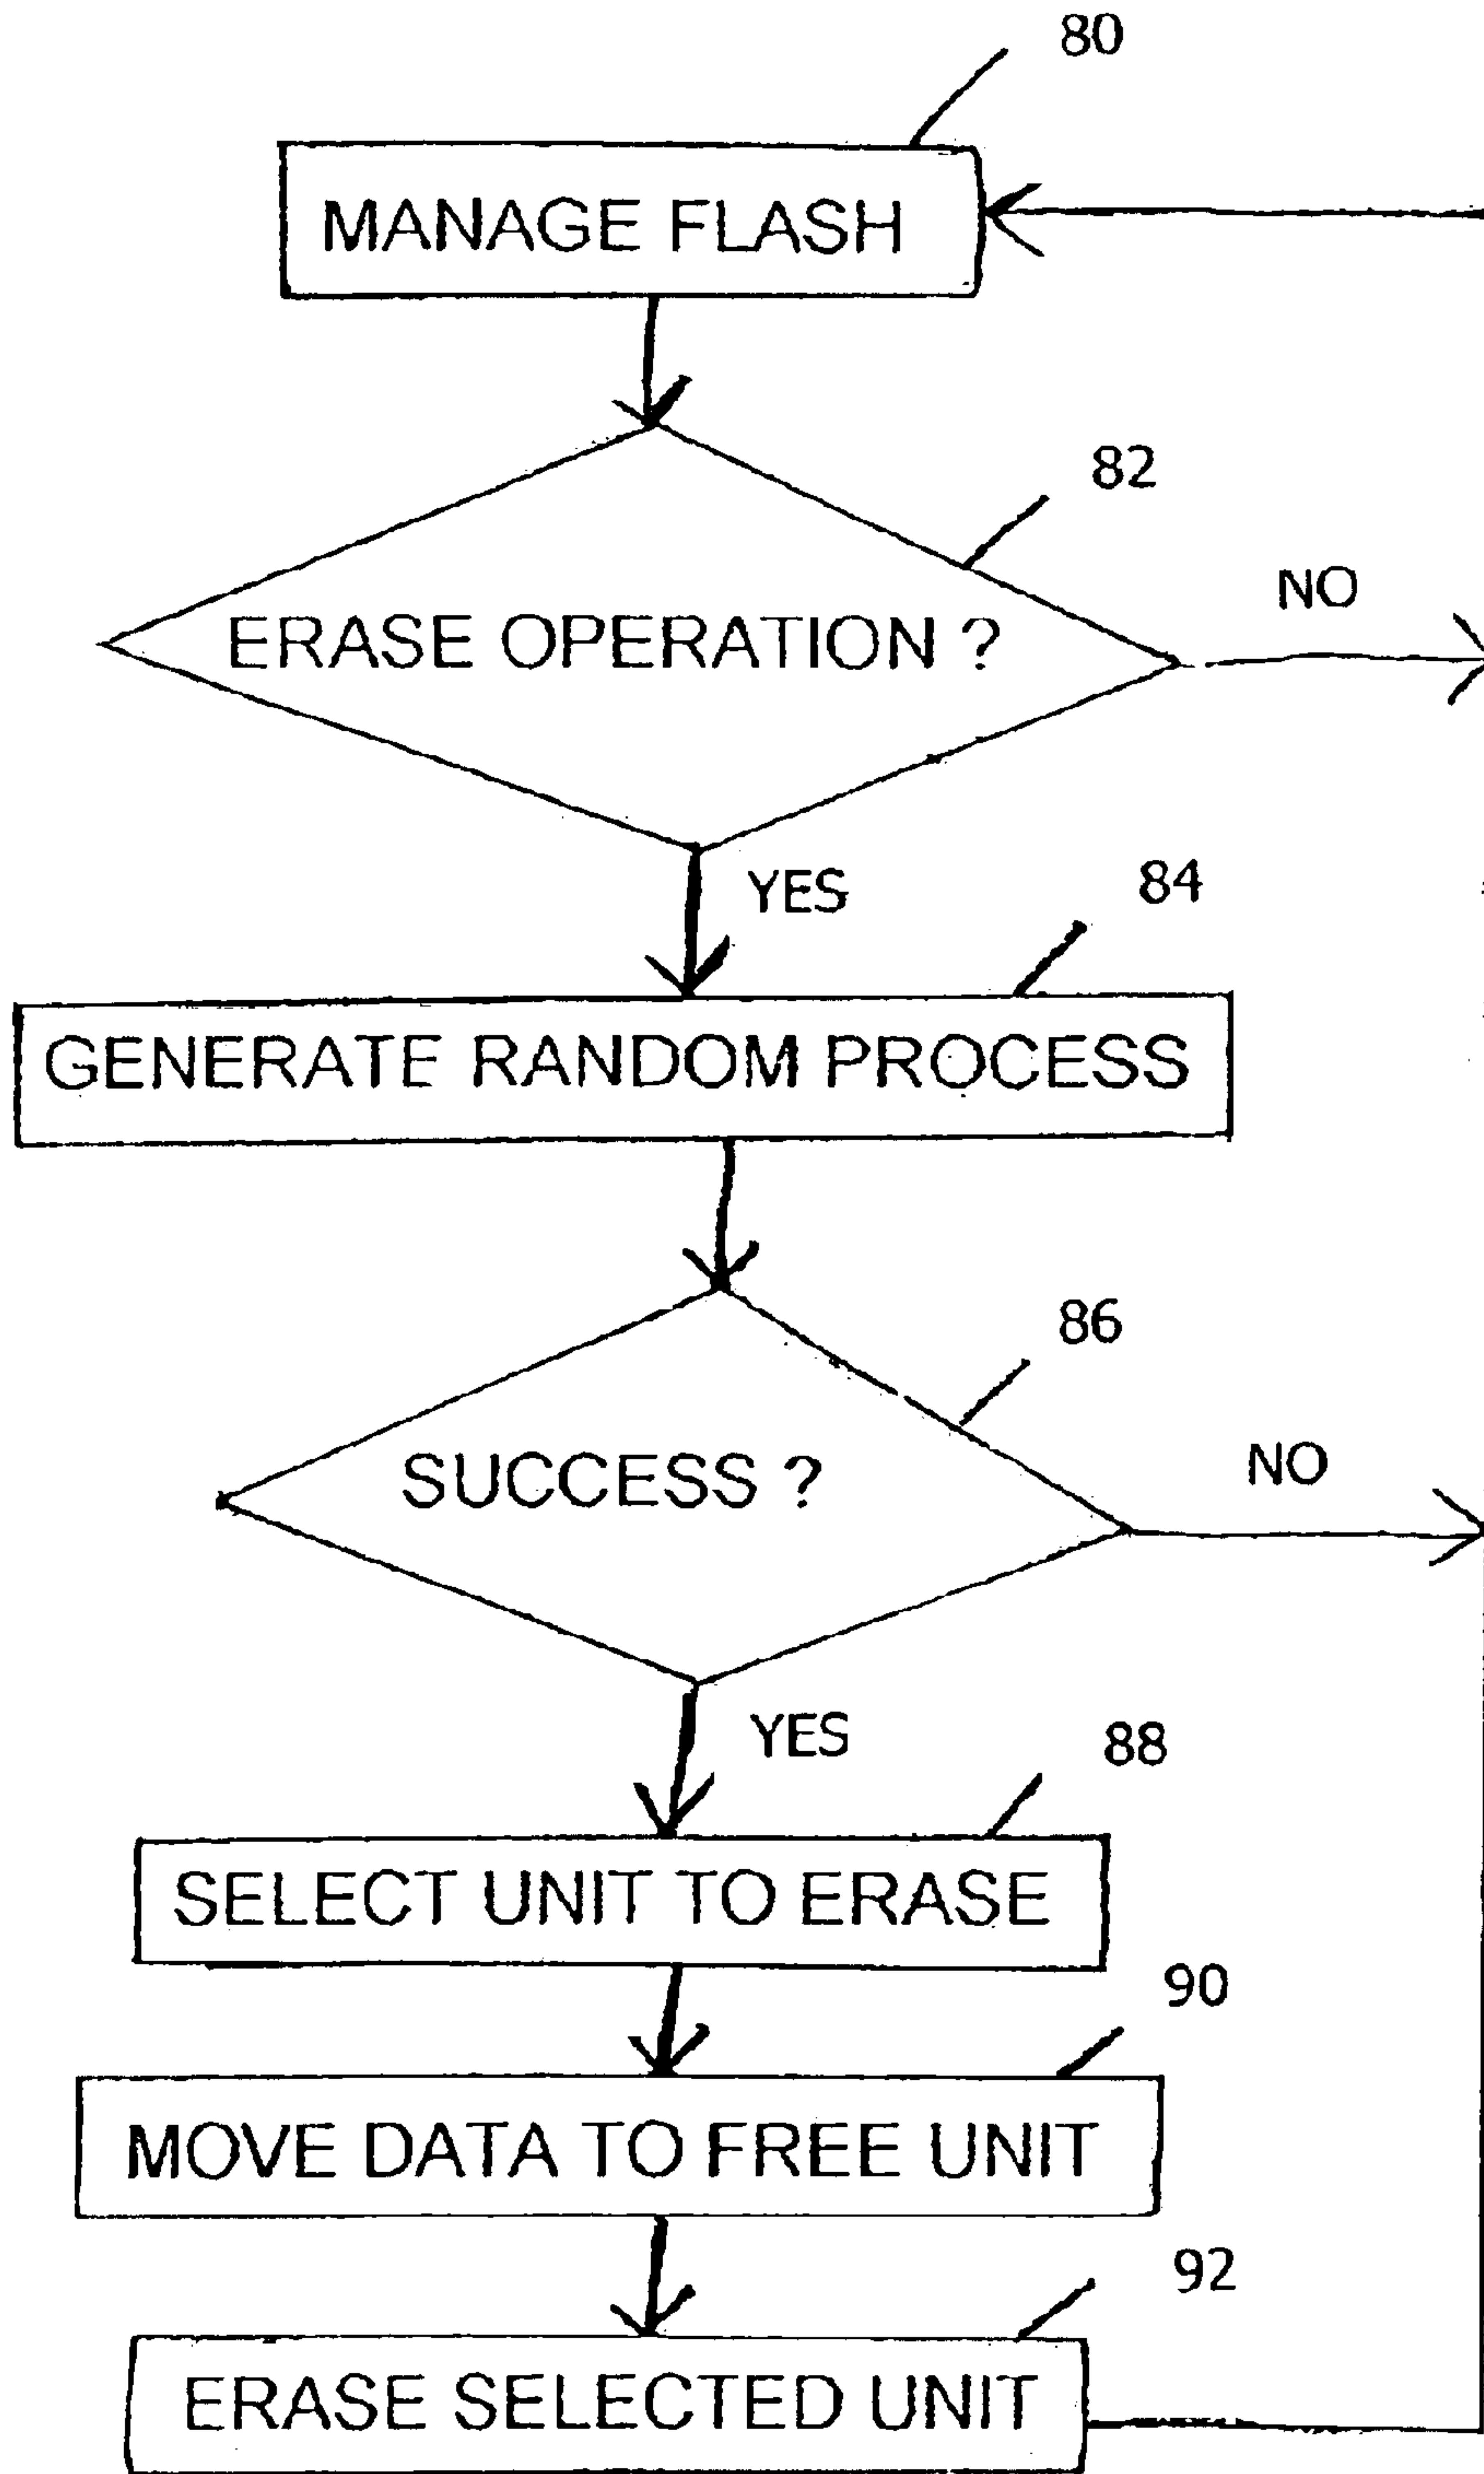 80
MANAGE FLASH
82
ERASE OPERATION ?
NO
YES
84
GENERATE RANDOM PROCESS
86
SUCCESS ?
NO
YES
88
SELECT UNIT TO ERASE
90
MOVE DATA TO FREE UNIT
92
ERASE SELECTED UNIT